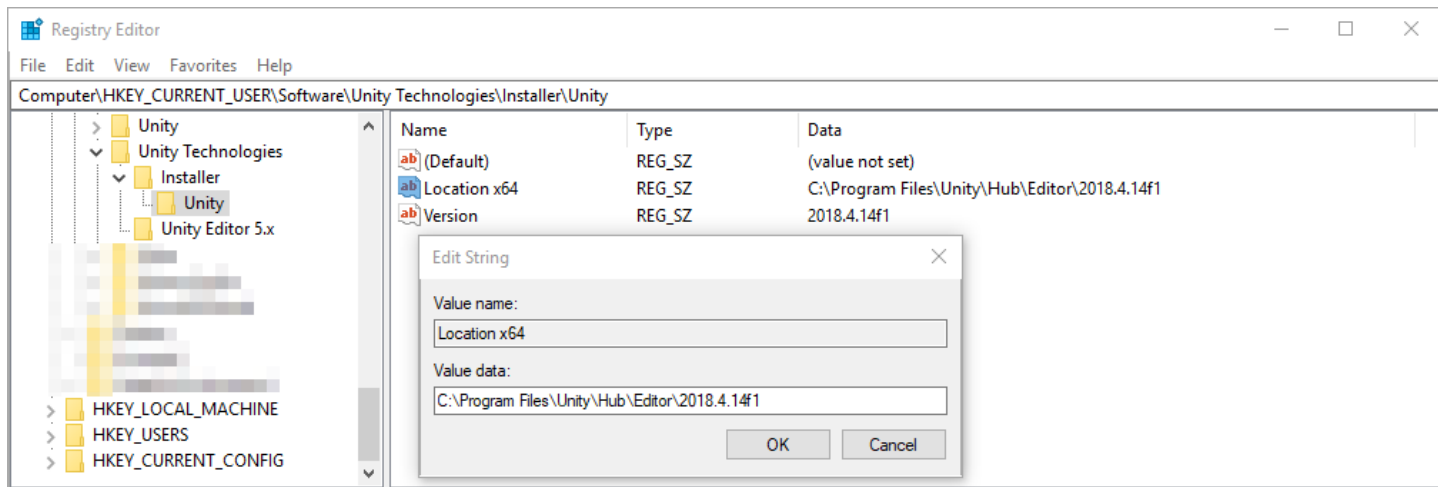 Registry Editor
File Edit View Favorites Help
Computer\HKEY_CURRENT_USER\Software\Unity Technologies\Installer\Unity
Unity
Unity Technologies
Installer
Unity
Unity Editor 5.x
HKEY_LOCAL_MACHINE
HKEY_USERS
HKEY_CURRENT_CONFIG
Name Type Data
ab (Default) REG_SZ (value not set)
ab Location x64 REG_SZ C:\Program Files\Unity\Hub\Editor\2018.4.14f1
ab Version REG_SZ 2018.4.14f1
Edit String
Value name:
Location x64
Value data:
C:\Program Files\Unity\Hub\Editor\2018.4.14f1
OK Cancel